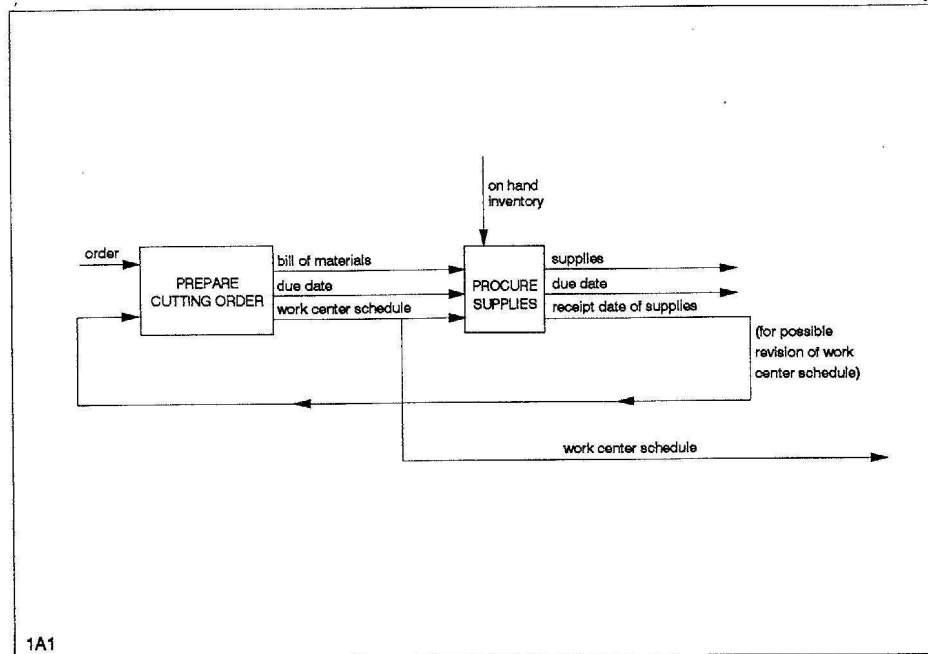 on hand
inventory
order
PREPARE
CUTTING ORDER
bill of materials
due date
work center schedule
PROCURE
SUPPLIES
supplies
due date
receipt date of supplies
(for possible
revision of work
center schedule)
work center schedule
1A1